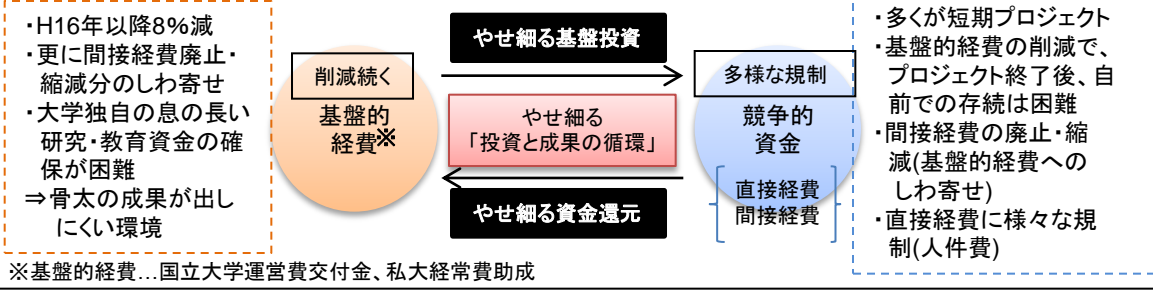 ・H16年以降8%減
・更に間接経費廃止・
縮減分のしわ寄せ
・大学独自の息の長い
研究・教育資金の確
保が困難
⇒骨太の成果が出し
にくい環境
やせ細る基盤投資
削減続く
基盤的
経費※
やせ細る
「投資と成果の循環」
多様な規制
競争的
資金
直接経費
間接経費
やせ細る資金還元
・多くが短期プロジェクト
・基盤的経費の削減で、
プロジェクト終了後、自
前での存続は困難
・間接経費の廃止・縮
減(基盤的経費への
しわ寄せ)
・直接経費に様々な規
制(人件費)
※基盤的経費…国立大学運営費交付金、私大経常費助成